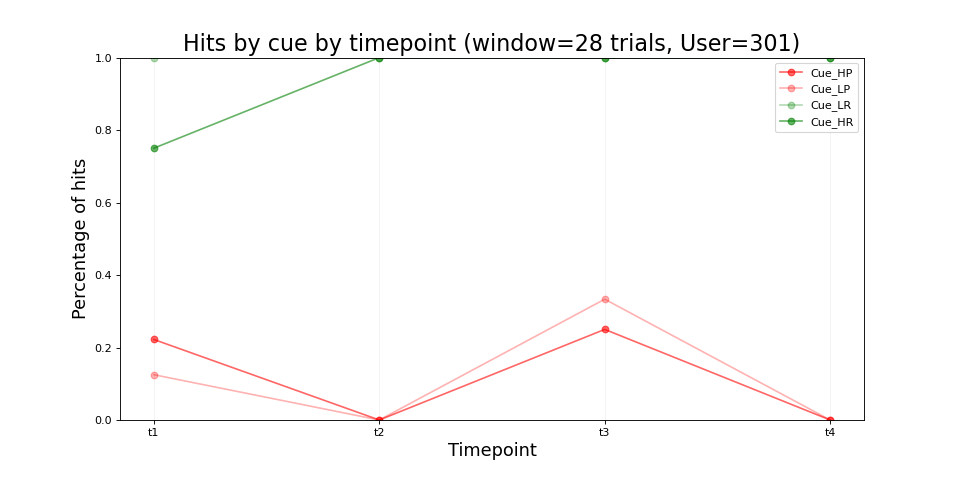 Hits by cue by timepoint (window=28 trials, User=301)
1.0
0.8
0.6
0.4
0.2
0.0
Percentage of hits
Cue_HP
Cue_LP
Cue_LR
Cue_HR
t1
t2
t3
t4
Timepoint